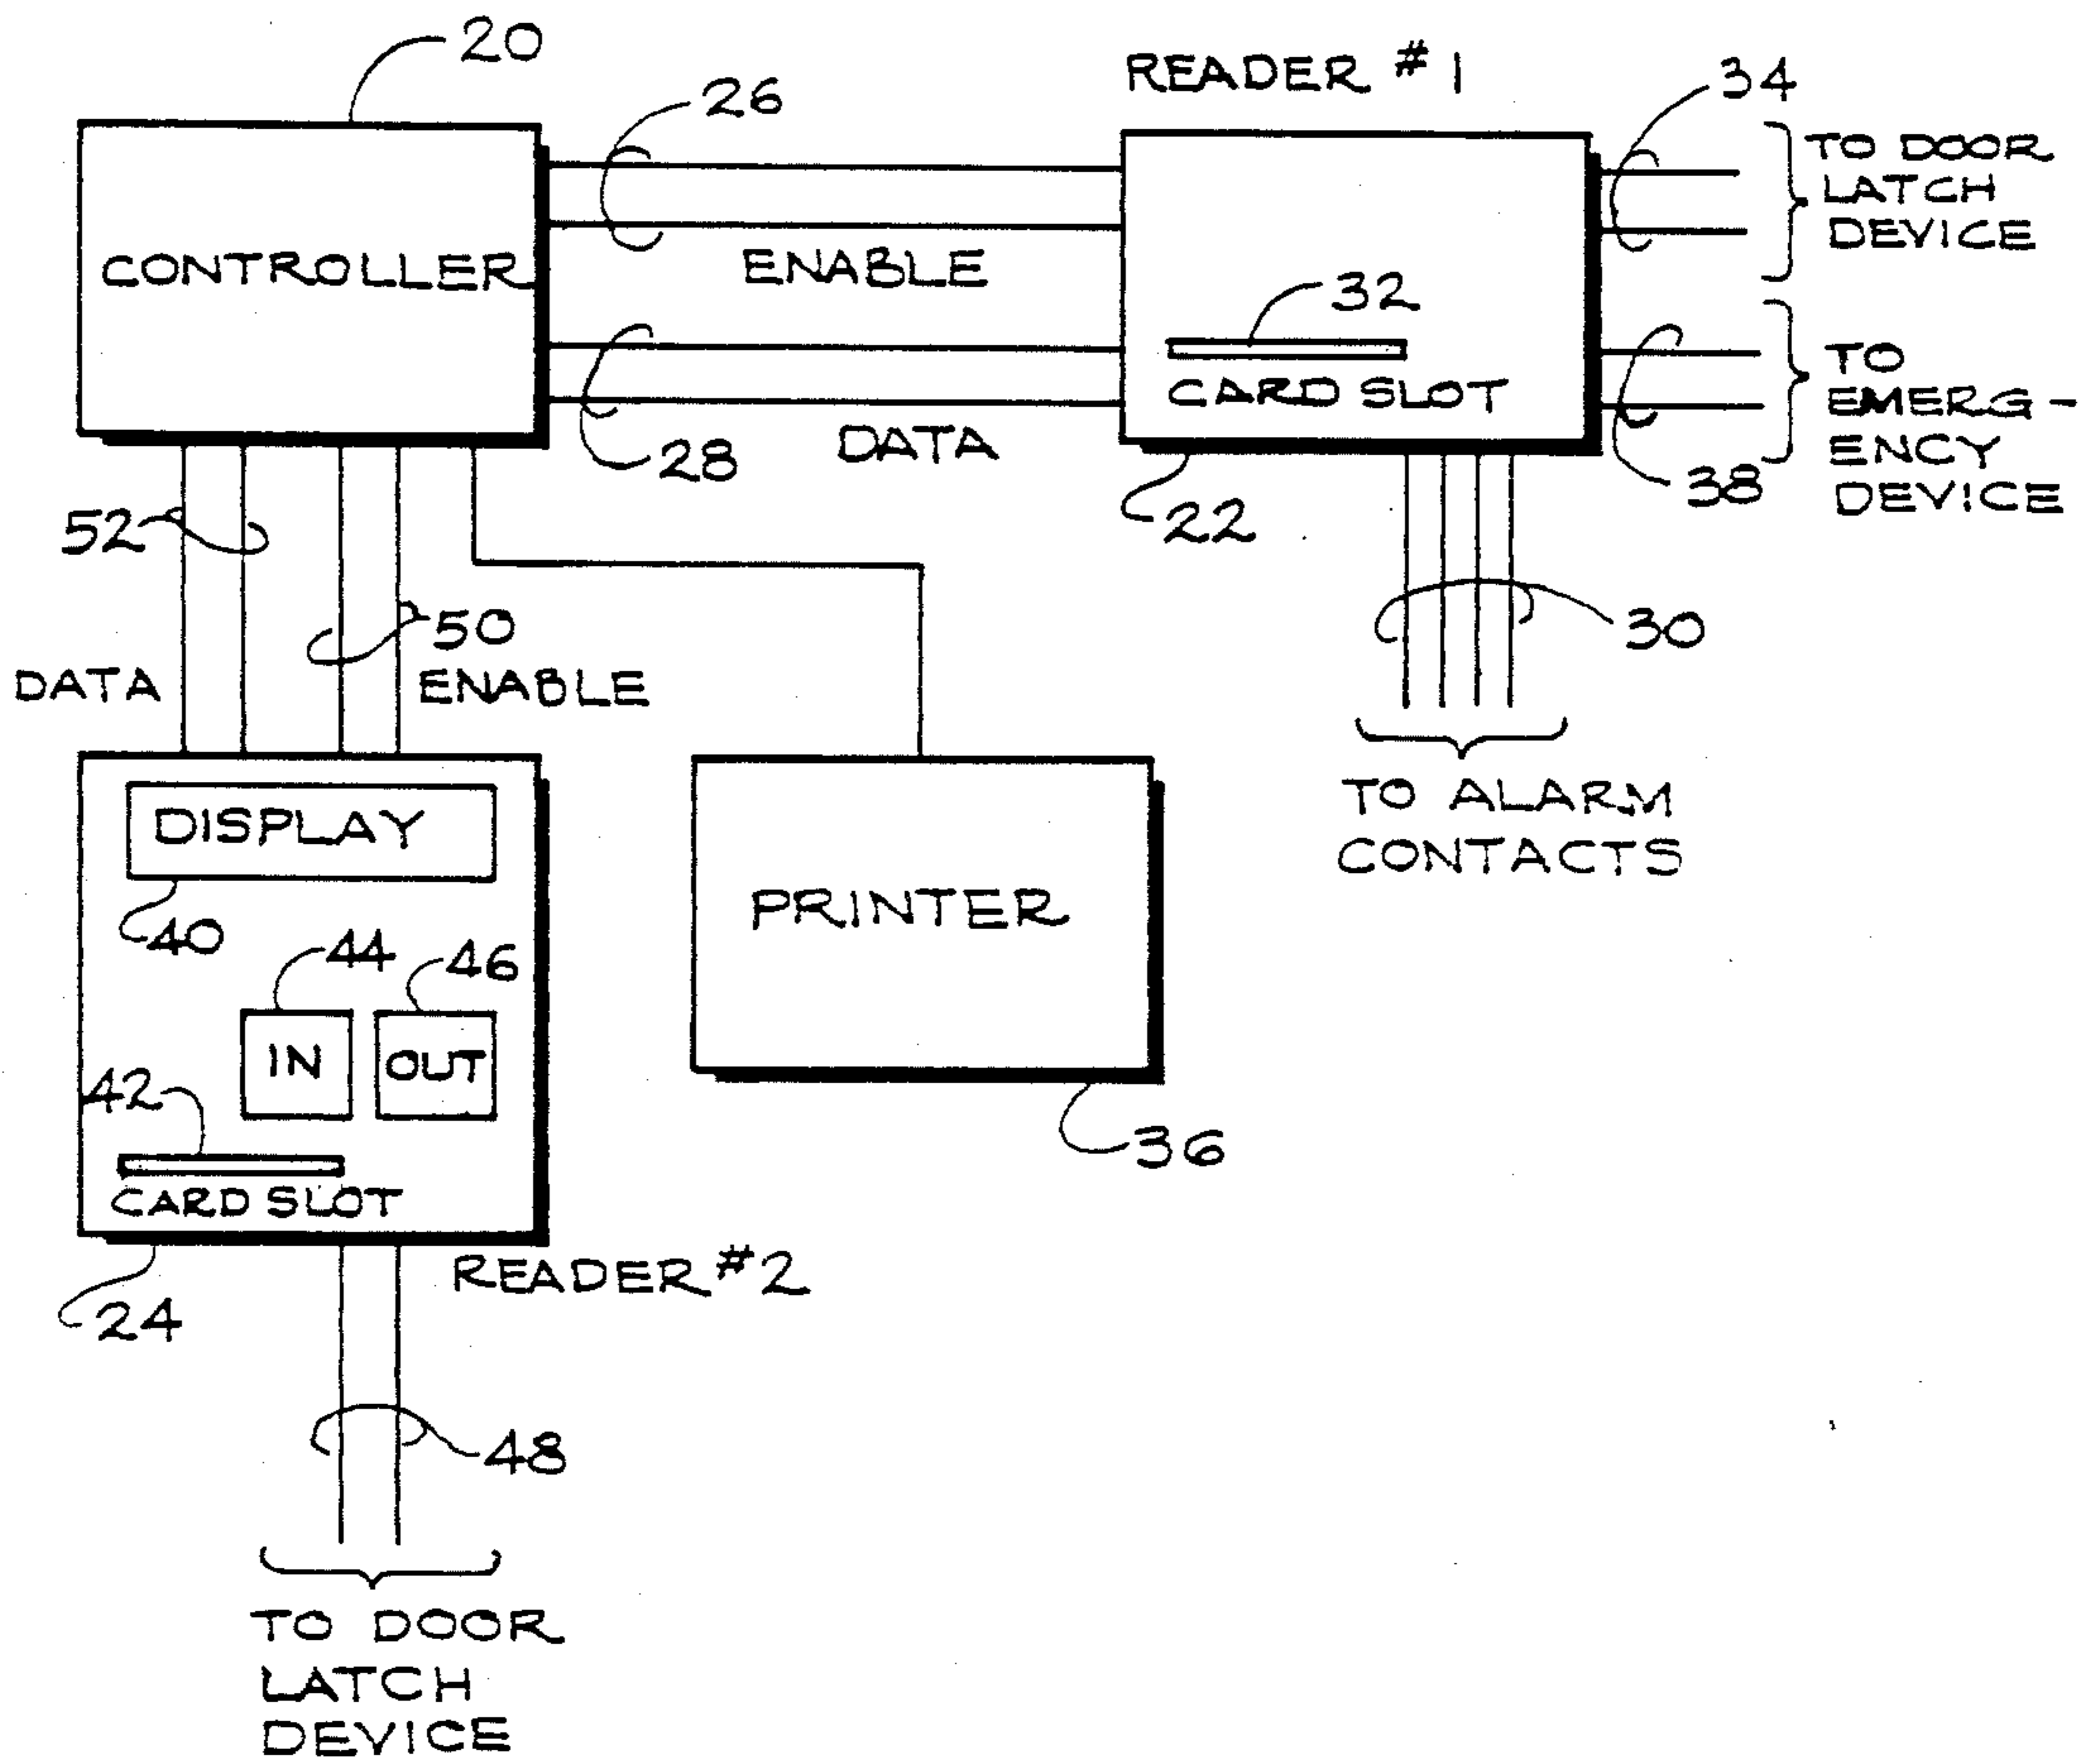 20
26
READER #1
34
TO DOOR
LATCH
DEVICE
CONTROLLER
ENABLE
32
CARD SLOT
TO
EMERG-
ENCY
DEVICE
28
DATA
38
22
52
50
30
DATA
ENABLE
DISPLAY
TO ALARM
CONTACTS
40
PRINTER
44
46
IN
OUT
42
36
CARD SLOT
READER #2
24
48
TO DOOR
LATCH
DEVICE